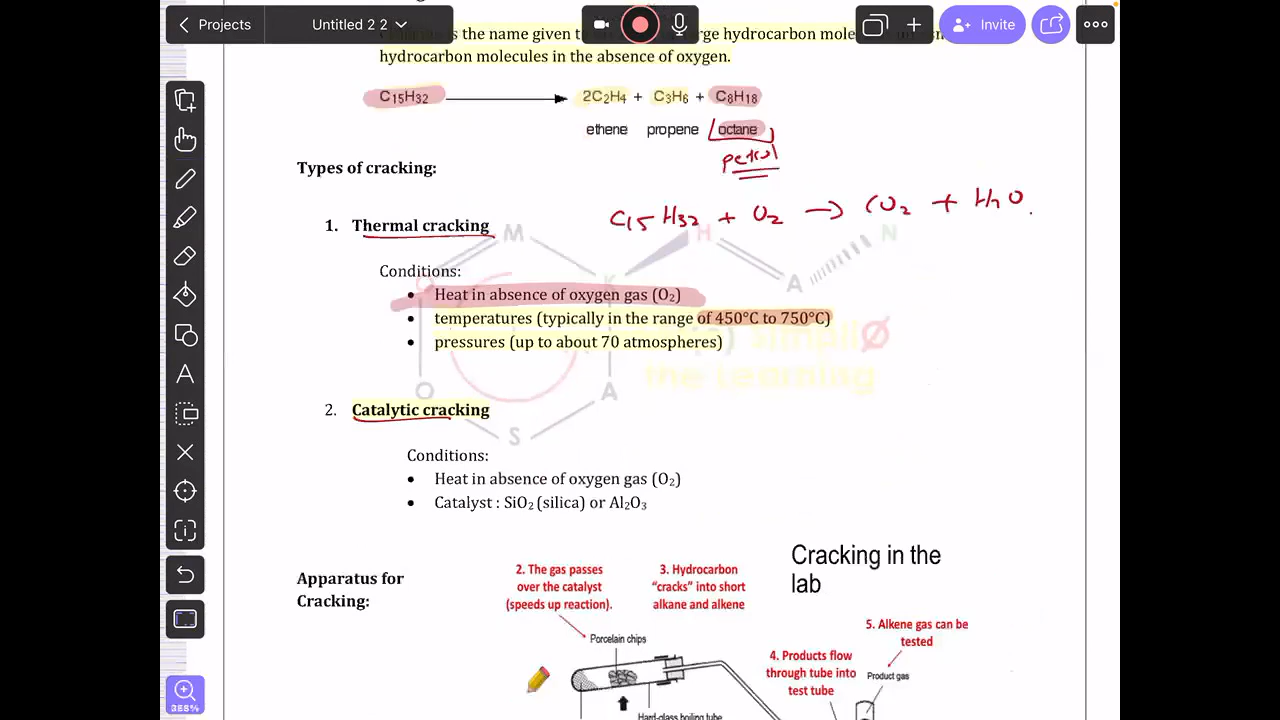 Projects
Untitled 2 2
Invite
is the name given to
hydrocarbon
hydrocarbon molecules in the absence of oxygen.
C₁₅H₃₂ 2C₂H₄ + C₃H₆ + C₈H₁₈
ethene propene octane
petrol
Types of cracking:
C₁₅H₃₂ + O₂ → CO₂ + H₂O
1. Thermal cracking
M
H
N
K
A
Conditions:
• Heat in absence of oxygen gas (O₂)
• temperatures (typically in the range of 450°C to 750°C)
• pressures (up to about 70 atmospheres)
simplØ
the Learning
O
A
S
2. Catalytic cracking
Conditions:
• Heat in absence of oxygen gas (O₂)
• Catalyst : SiO₂ (silica) or Al₂O₃
Cracking in the
lab
Apparatus for
Cracking:
2. The gas passes
over the catalyst
(speeds up reaction).
3. Hydrocarbon
“cracks” into short
alkane and alkene
5. Alkene gas can be
tested
Porcelain chips
4. Products flow
through tube into
test tube
Product gas
Hard-glass boiling tube